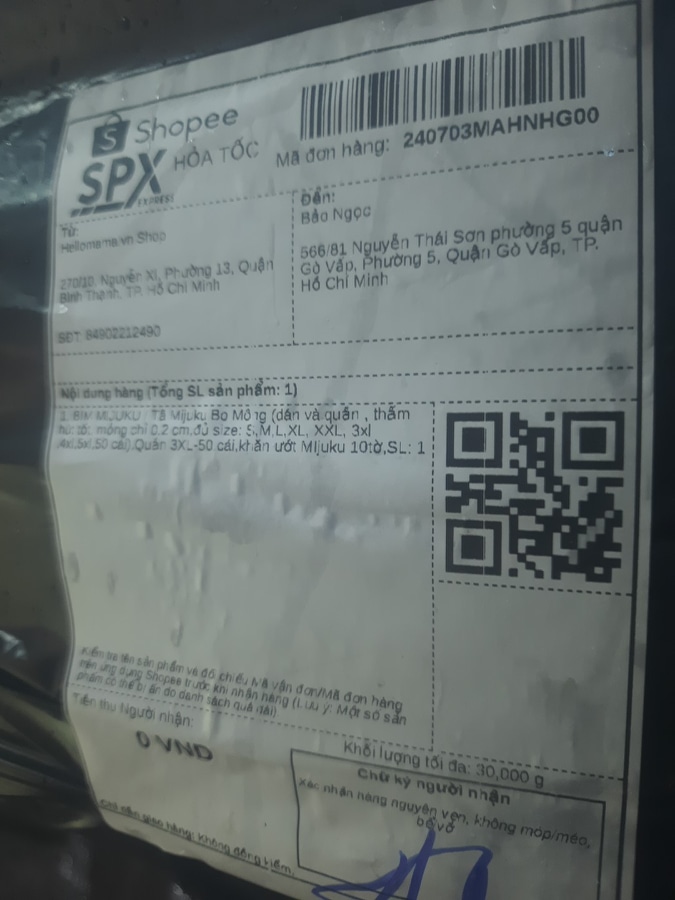 Shopee
SPX
EXPRESS
HỎA TỐC
Mã đơn hàng: 240703MAHNHG00
Từ:
Hellomama.vn Shop
270/10, Nguyễn Xí, Phường 13, Quận
Bình Thạnh, TP. Hồ Chí Minh
SĐT: 84902212490
Đến:
Bảo Ngọc
566/81 Nguyễn Thái Sơn phường 5 quận
Gò Vấp, Phường 5, Quận Gò Vấp, TP.
Hồ Chí Minh
Nội dung hàng (Tổng SL sản phẩm: 1)
1. BIM MIJUKU / Tã Mijuku Bọ Mông (dán và quần , thấm
hút tốt, mỏng chỉ 0.2 cm,đủ size: S,M,L,XL, XXL, 3xl
,4xl,5xl,50 cái),Quần 3XL-50 cái,khăn ướt Mijuku 10tờ,SL: 1
Kiểm tra tên sản phẩm và đối chiếu Mã vận đơn/Mã đơn hàng
trên ứng dụng Shopee trước khi nhận hàng (Lưu ý: Một số sản
phẩm có thể bị ẩn do danh sách quá dài)
Tiền thu Người nhận:
0 VND
Khối lượng tối đa: 30,000 g
Chữ ký người nhận
Xác nhận hàng nguyên vẹn, không móp/méo,
bể/vỡ
Chỉ dẫn giao hàng: Không đồng kiểm.